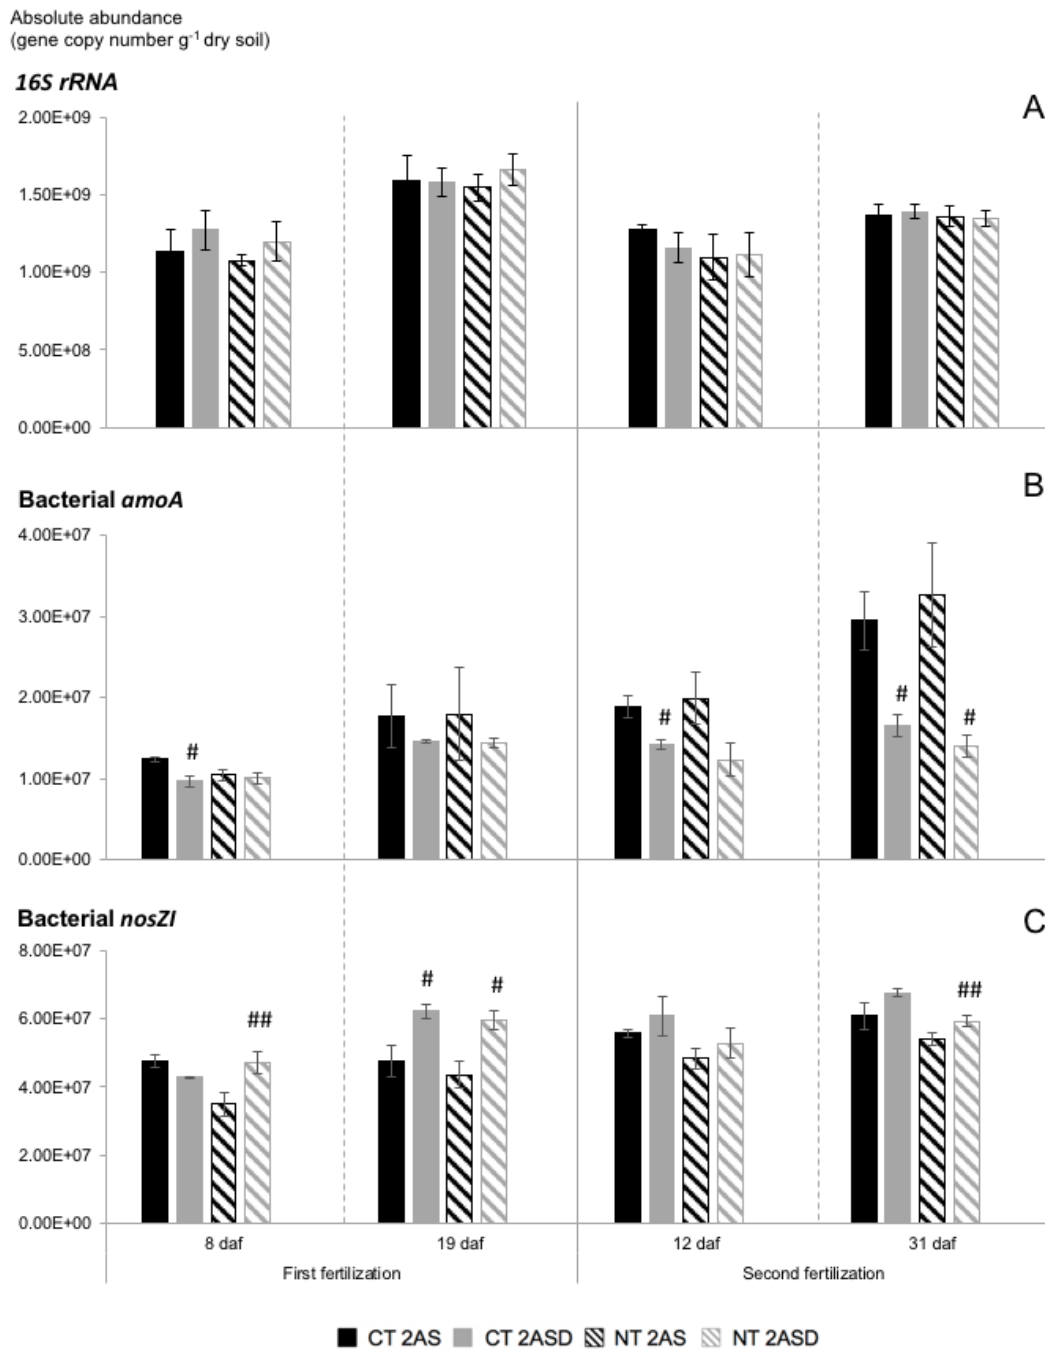 Absolute abundance
(gene copy number g-1 dry soil)
16S rRNA
A
2.00E+09
1.50E+09
1.00E+09
5.00E+08
0.00E+00
Bacterial amoA
B
4.00E+07
3.00E+07
2.00E+07
1.00E+07
0.00E+00
# # # #
Bacterial nosZI
C
8.00E+07
6.00E+07
4.00E+07
2.00E+07
0.00E+00
## # # ##
8 daf 19 daf 12 daf 31 daf
First fertilization Second fertilization
CT 2AS CT 2ASD NT 2AS NT 2ASD